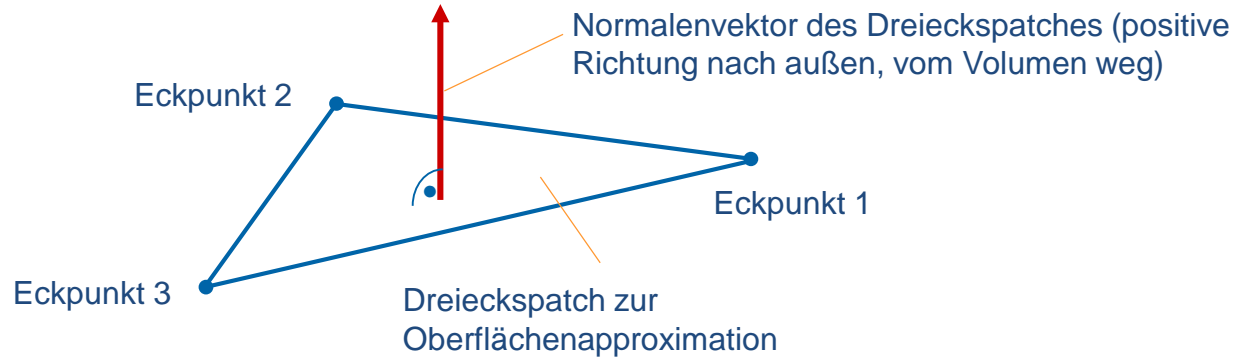 Normalenvektor des Dreieckspatches (positive
Richtung nach außen, vom Volumen weg)
Eckpunkt 2
Eckpunkt 1
Eckpunkt 3
Dreieckspatch zur
Oberflächenapproximation